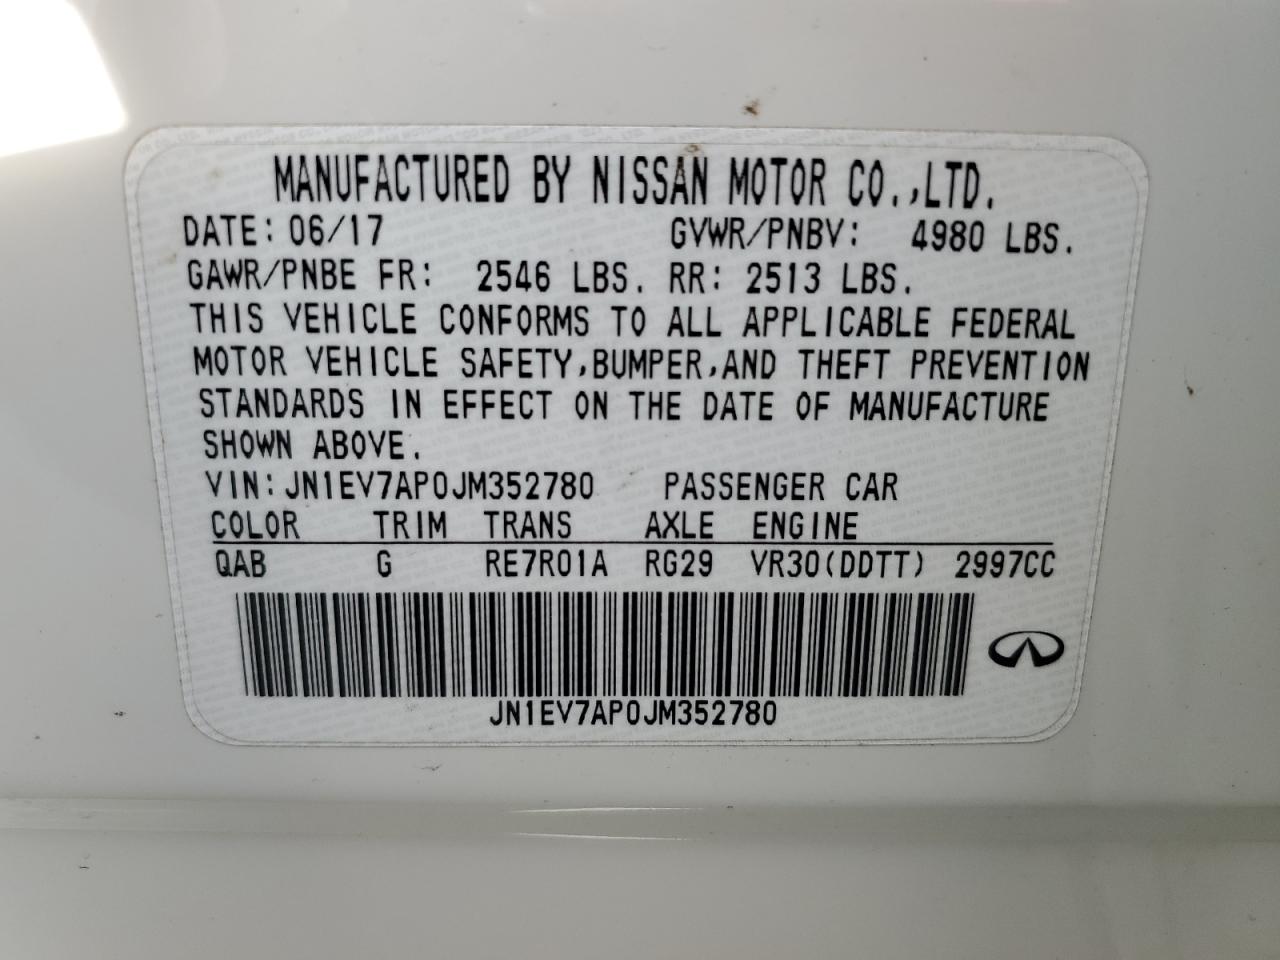 MANUFACTURED BY NISSAN MOTOR CO.,LTD.
DATE: 06/17 GVWR/PNBV: 4980 LBS.
GAWR/PNBE FR: 2546 LBS. RR: 2513 LBS.
THIS VEHICLE CONFORMS TO ALL APPLICABLE FEDERAL
MOTOR VEHICLE SAFETY,BUMPER,AND THEFT PREVENTION
STANDARDS IN EFFECT ON THE DATE OF MANUFACTURE
SHOWN ABOVE.
VIN: JN1EV7AP0JM352780 PASSENGER CAR
COLOR TRIM TRANS AXLE ENGINE
QAB G RE7R01A RG29 VR30(DDTT) 2997CC
JN1EV7AP0JM352780